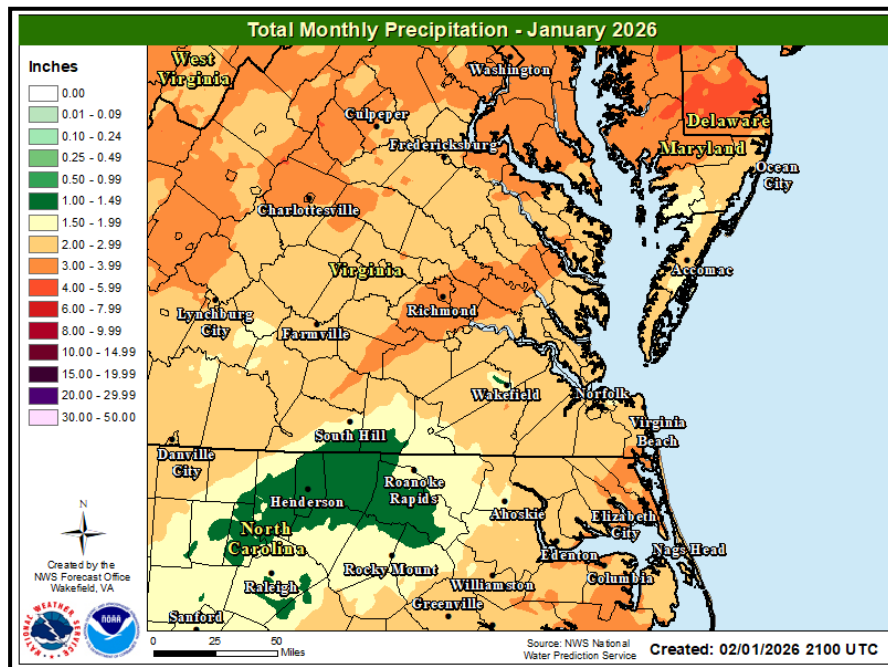 Total Monthly Precipitation - January 2026
Inches
0.00
0.01 - 0.09
0.10 - 0.24
0.25 - 0.49
0.50 - 0.99
1.00 - 1.49
1.50 - 1.99
2.00 - 2.99
3.00 - 3.99
4.00 - 5.99
6.00 - 7.99
8.00 - 9.99
10.00 - 14.99
15.00 - 19.99
20.00 - 29.99
30.00 - 50.00
West
Virginia
Washington
Culpeper
Fredericksburg
Delaware
Maryland
Ocean
City
Charlottesville
Virginia
Accomac
Lynchburg
City
Farmville
Richmond
Wakefield
Norfolk
Virginia
Beach
South Hill
Danville
City
Henderson
Roanoke
Rapids
Ahoskie
Elizabeth
City
North
Carolina
Edenton
Nags Head
Raleigh
Rocky Mount
Williamston
Columbia
Sanford
Greenville
N
Created by the
NWS Forecast Office
Wakefield, VA
NATIONAL WEATHER SERVICE
NOAA
0 25 50
Miles
Source: NWS National
Water Prediction Service
Created: 02/01/2026 2100 UTC